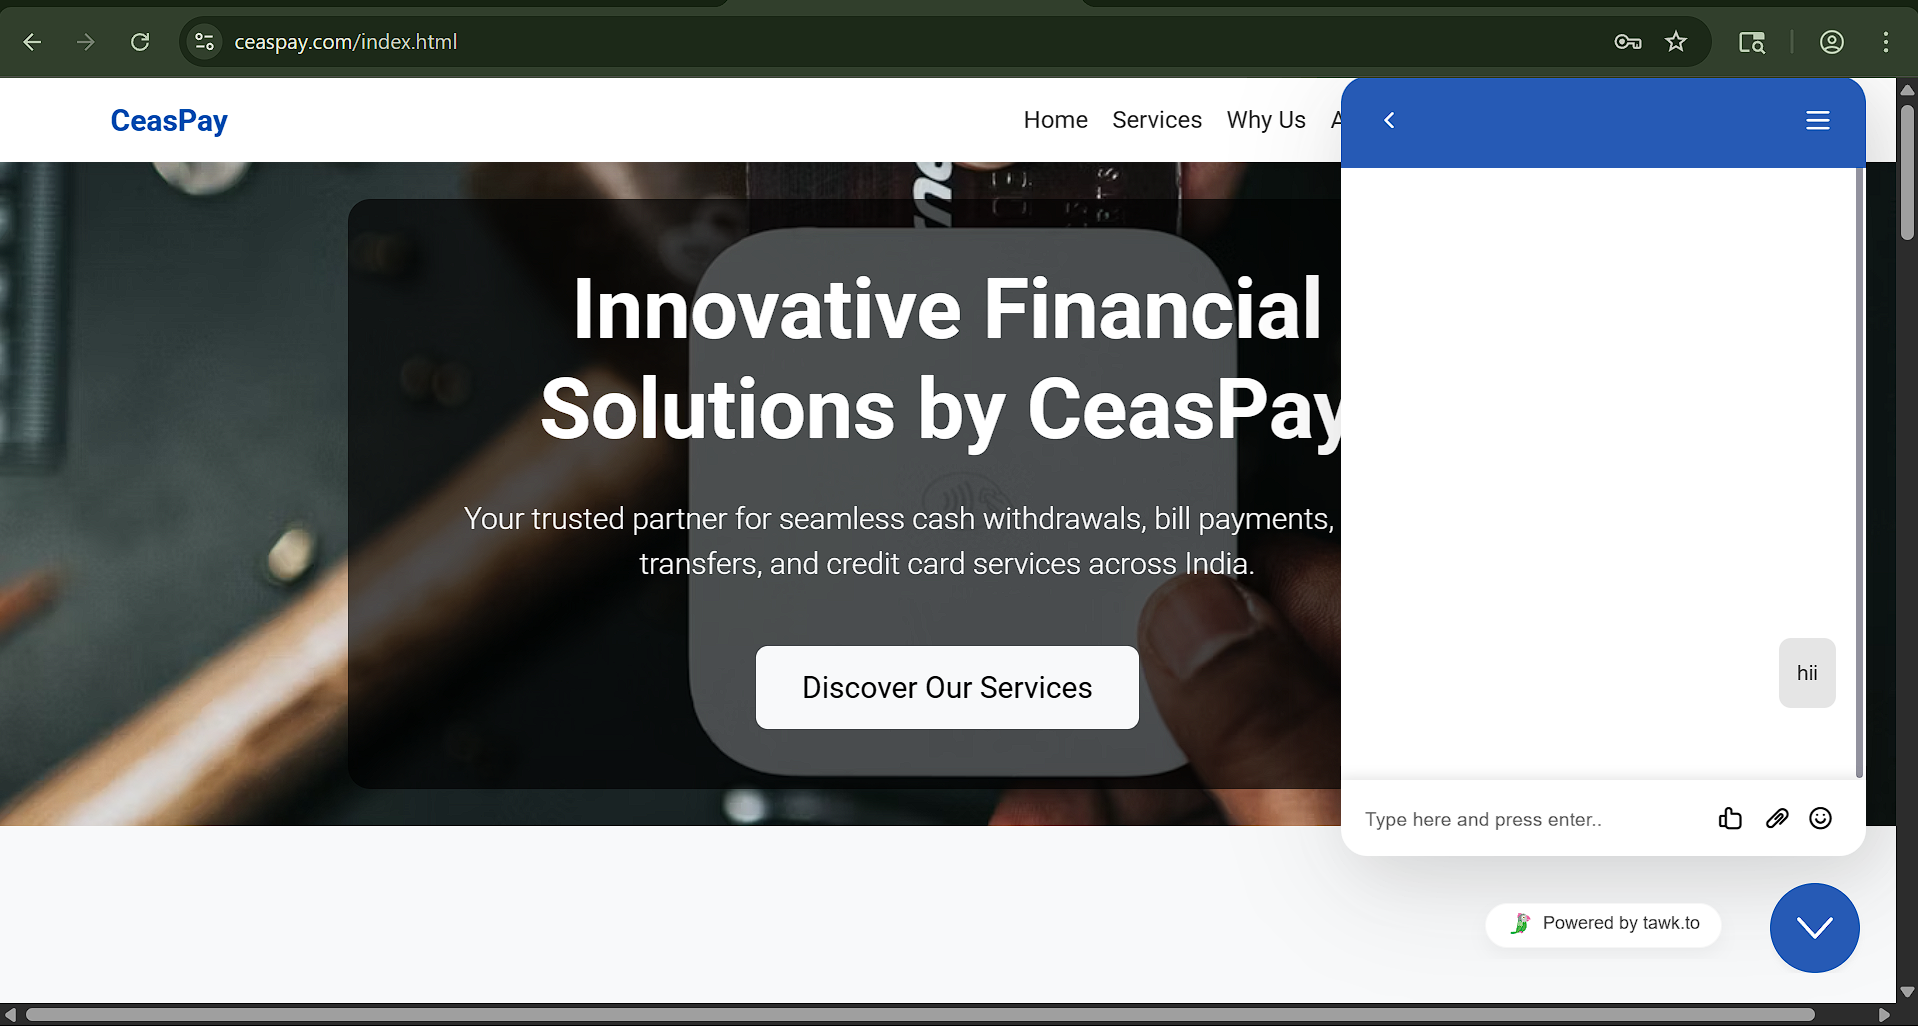 ceaspay.com/index.html
CeasPay
Home Services Why Us A
Innovative Financial
Solutions by CeasPay
Your trusted partner for seamless cash withdrawals, bill payments,
transfers, and credit card services across India.
Discover Our Services
hii
Type here and press enter..
Powered by tawk.to